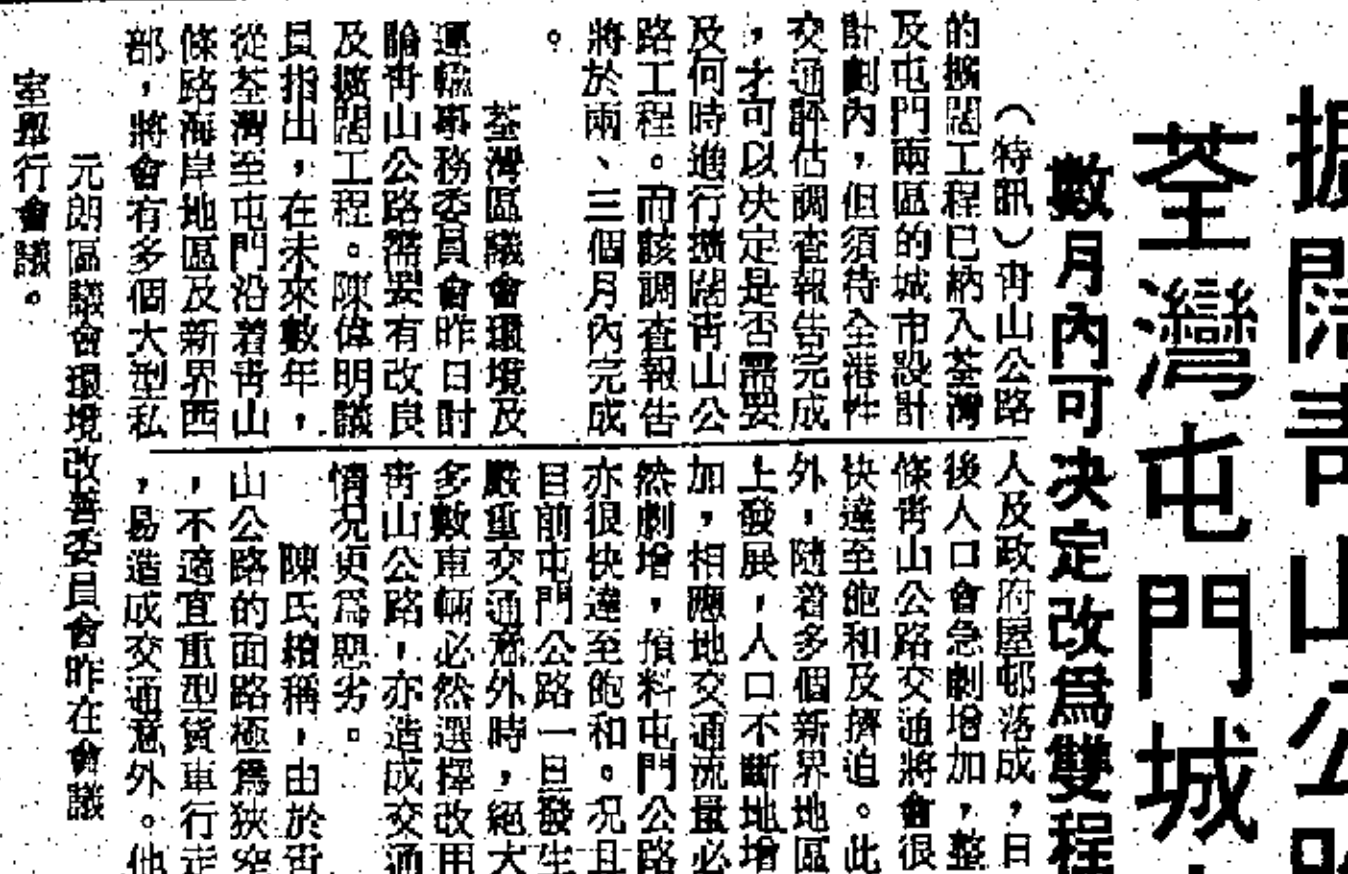 擴闊青山公路
荃灣屯門城
數月內可决定改爲雙程
（特訊）青山公路
的擴闊工程已納入荃灣
及屯門兩區的城市設計
計劃內，但須待全港性
交通評估調查報告完成
，才可以决定是否需要
及何時進行擴闊青山公
路工程。而該調查報告
將於兩、三個月內完成
。
荃灣區議會環境及
運輸事務委員會昨日討
論青山公路需要有改良
及擴闊工程。陳偉明議
員指出，在未來數年，
從荃灣至屯門沿着青山
條路海岸地區及新界西
部，將會有多個大型私
人及政府屋邨落成，日
後人口會急劇增加，整
條青山公路交通將會很
快達至飽和及擠迫。此
外，隨着多個新界地區
上發展，人口不斷地增
加，相應地交通流量必
然劇增，預料屯門公路
亦很快達至飽和。况且
目前屯門公路一旦發生
嚴重交通意外時，絕大
多數車輛必然選擇改用
青山公路，亦造成交通
情况更爲惡劣。
陳氏續稱，由於青
山公路的面路極爲狹窄
，不適宜重型貨車行走
，易造成交通意外。他
元朗區議會環境改善委員會昨在會議
室舉行會議。